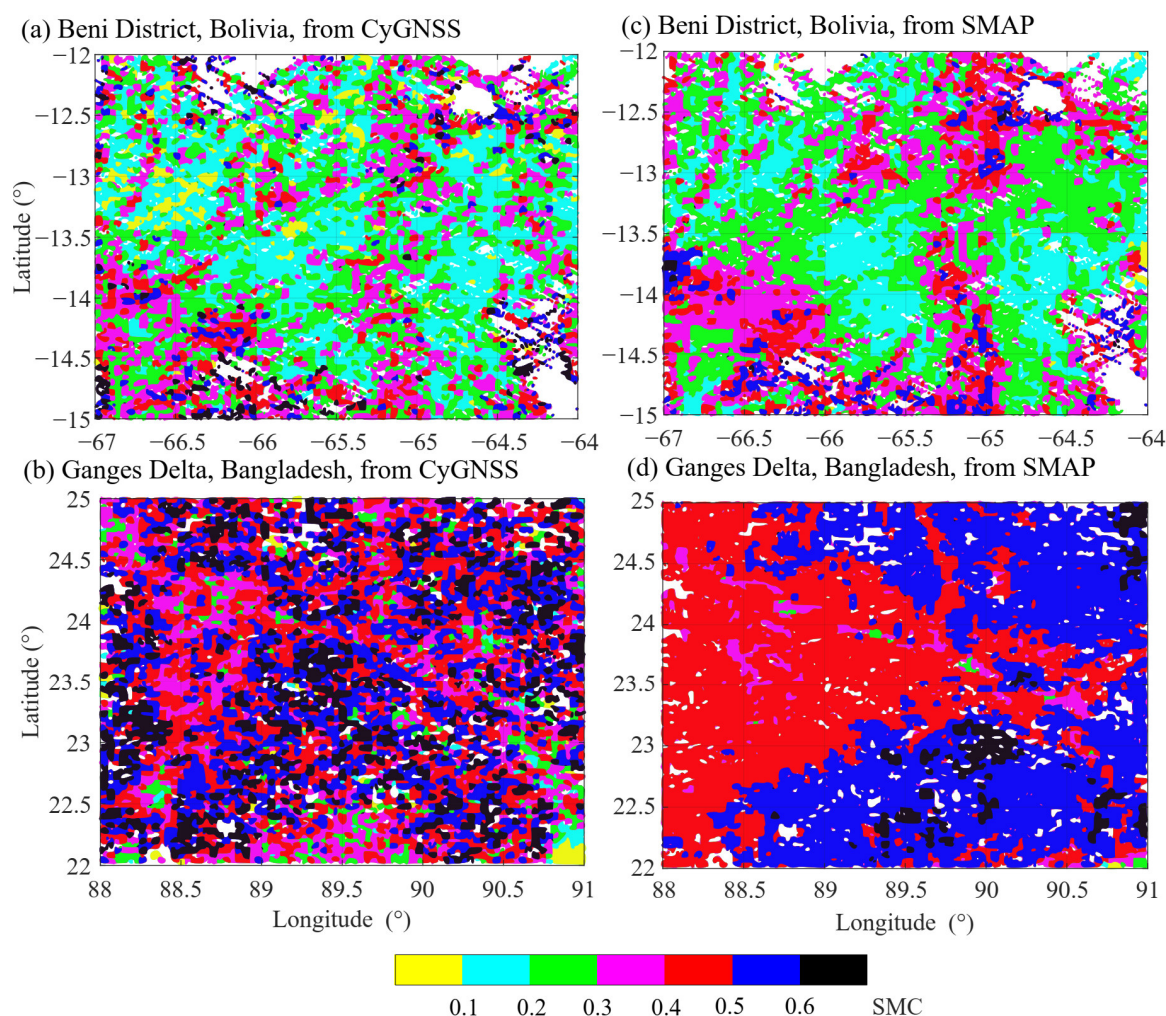 (a) Beni District, Bolivia, from CyGNSS
(c) Beni District, Bolivia, from SMAP
−12
−12.5
−13
−13.5
−14
−14.5
−15
Latitude (°)
−67 −66.5 −66 −65.5 −65 −64.5 −64
−12
−12.5
−13
−13.5
−14
−14.5
−15
−67 −66.5 −66 −65.5 −65 −64.5 −64
(b) Ganges Delta, Bangladesh, from CyGNSS
(d) Ganges Delta, Bangladesh, from SMAP
25
24.5
24
23.5
23
22.5
22
Latitude (°)
88 88.5 89 89.5 90 90.5 91
Longitude (°)
25
24.5
24
23.5
23
22.5
22
88 88.5 89 89.5 90 90.5 91
Longitude (°)
0.1 0.2 0.3 0.4 0.5 0.6 SMC